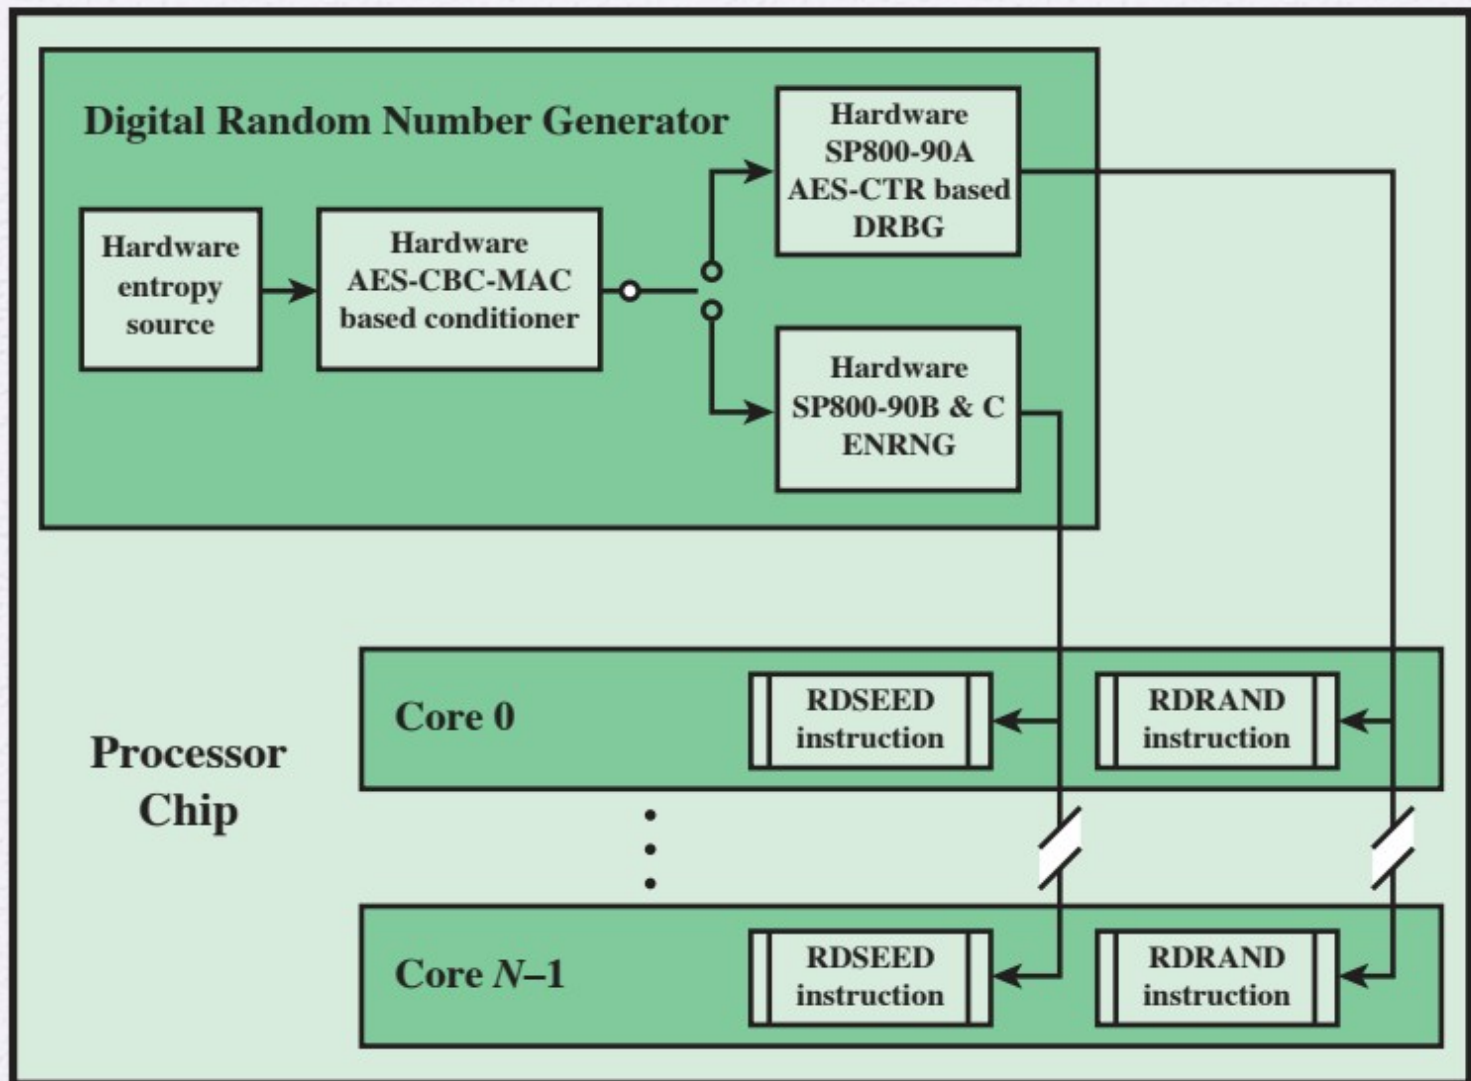 Digital Random Number Generator
Hardware
entropy
source
Hardware
AES-CBC-MAC
based conditioner
Hardware
SP800-90A
AES-CTR based
DRBG
Hardware
SP800-90B & C
ENRNG
Processor
Chip
Core 0
RDSEED
instruction
RDRAND
instruction
Core N–1
RDSEED
instruction
RDRAND
instruction